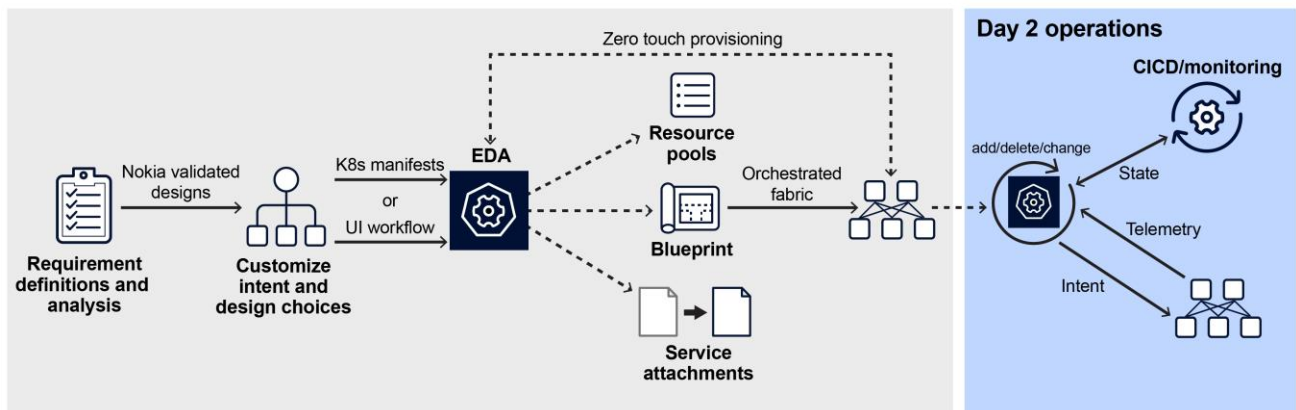 Zero touch provisioning
Day 2 operations
CICD/monitoring
Nokia validated
designs
K8s manifests
or
UI workflow
EDA
Resource
pools
Orchestrated
fabric
Blueprint
add/delete/change
State
Telemetry
Intent
Requirement
definitions and
analysis
Customize
intent and
design choices
Service
attachments